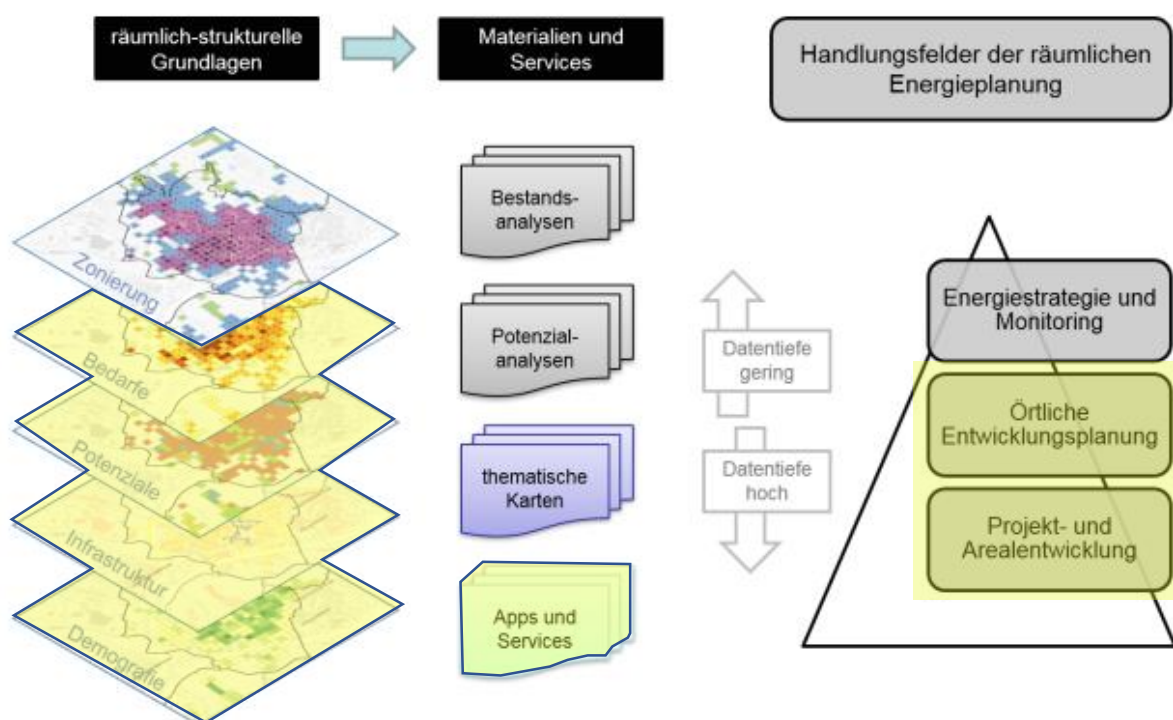 räumlich-strukturelle
Grundlagen
Materialien und
Services
Handlungsfelder der räumlichen
Energieplanung
Zonierung
Bedarfe
Potenziale
Infrastruktur
Demografie
Bestands-
analysen
Potenzial-
analysen
thematische
Karten
Apps und
Services
Datentiefe
gering
Datentiefe
hoch
Energiestrategie und
Monitoring
Örtliche
Entwicklungsplanung
Projekt- und
Arealentwicklung